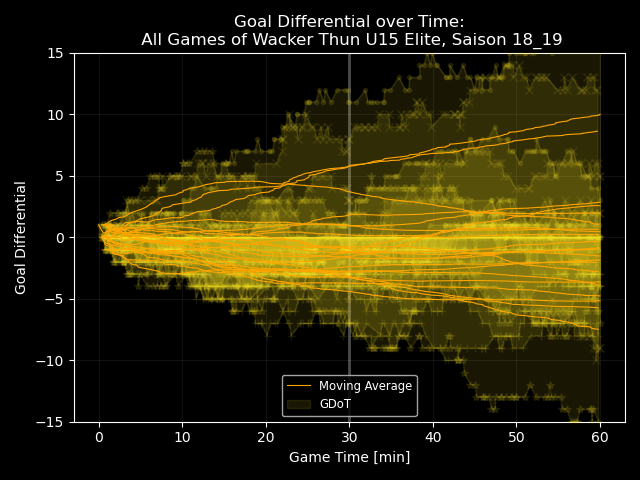 Goal Differential over Time:
All Games of Wacker Thun U15 Elite, Saison 18_19
15
10
5
0
−5
−10
−15
Goal Differential
0
10
20
30
40
50
60
Game Time [min]
Moving Average
GDoT